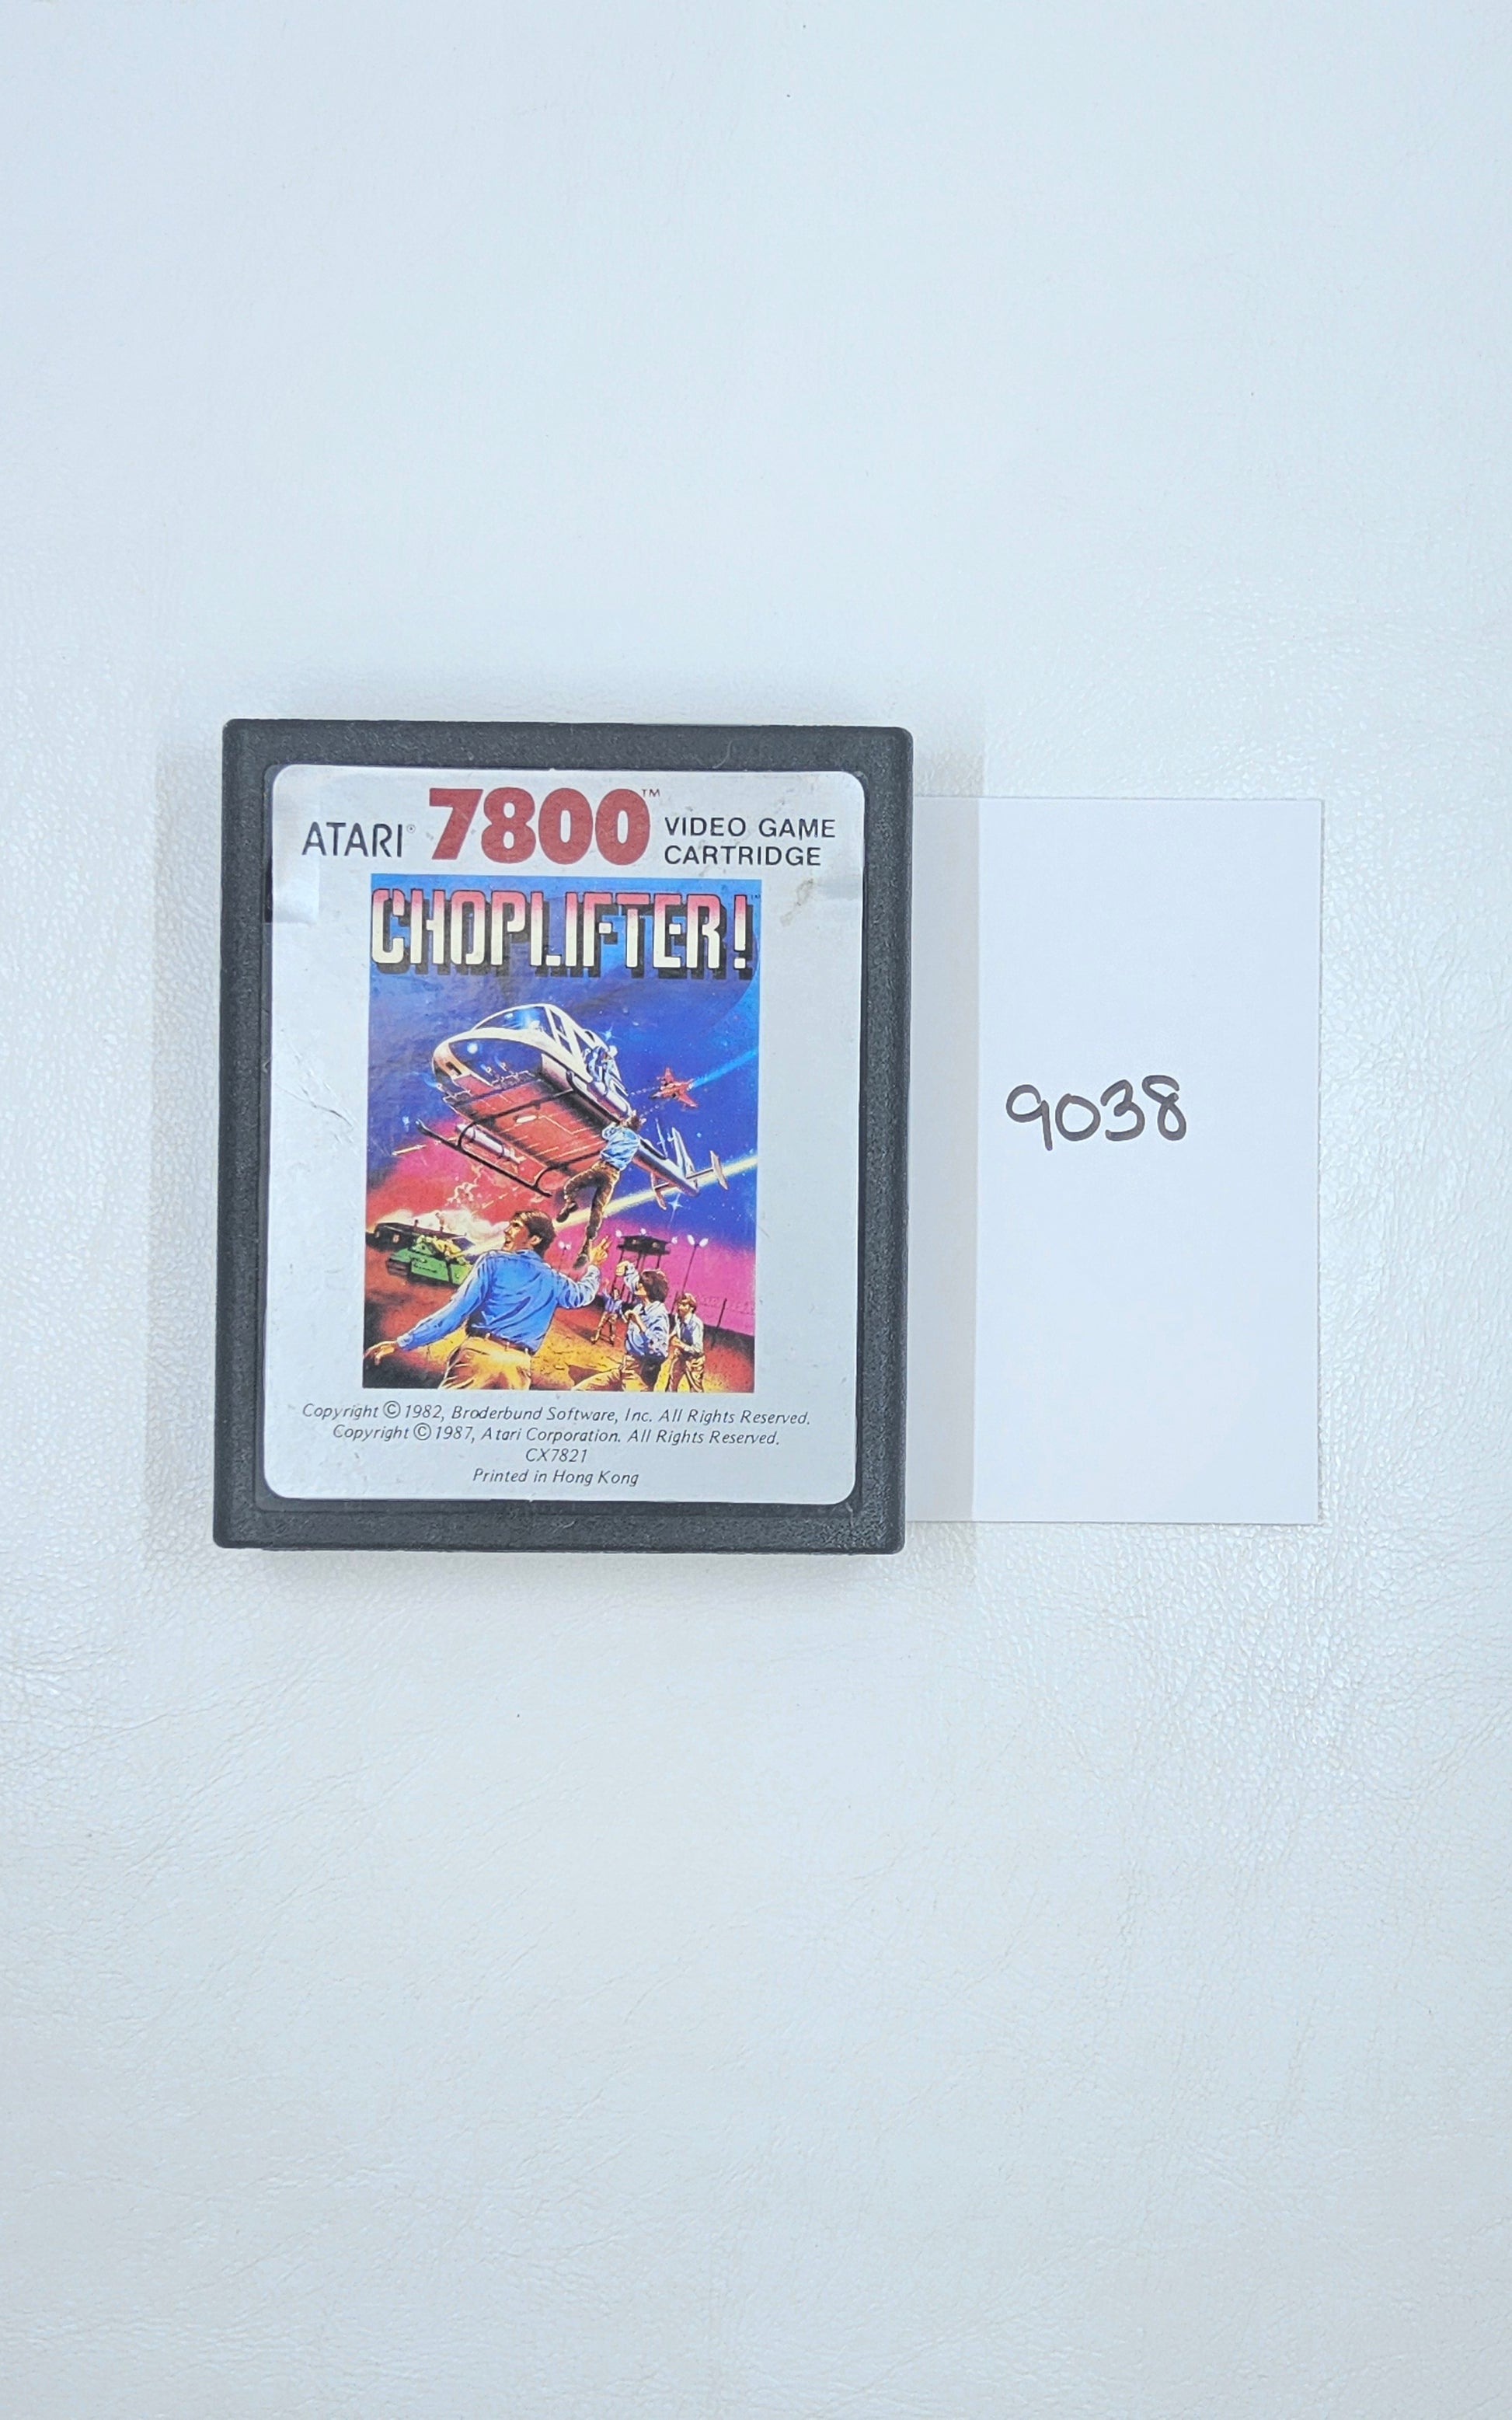 ATARI® 7800™ VIDEO GAME
CARTRIDGE
CHOPLIFTER!™
Copyright © 1982, Broderbund Software, Inc. All Rights Reserved.
Copyright © 1987, Atari Corporation. All Rights Reserved.
CX7821
Printed in Hong Kong
9038